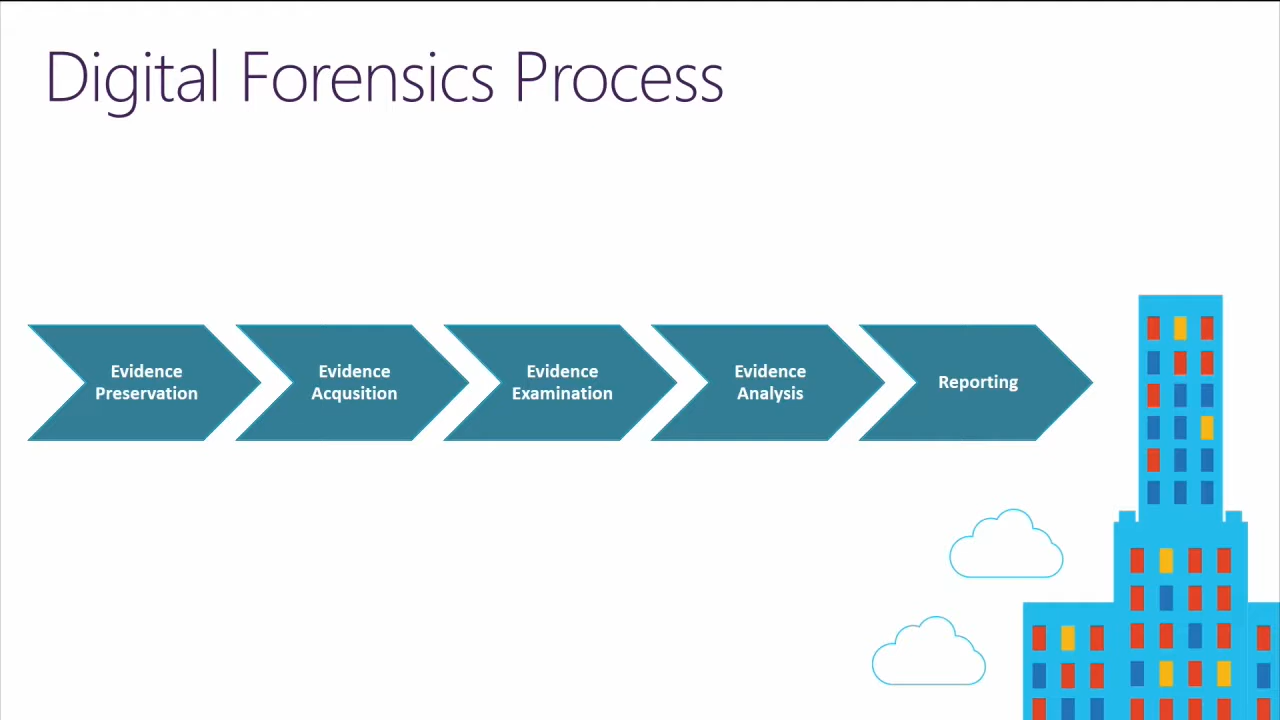 Digital Forensics Process
Evidence
Preservation
Evidence
Acqusition
Evidence
Examination
Evidence
Analysis
Reporting